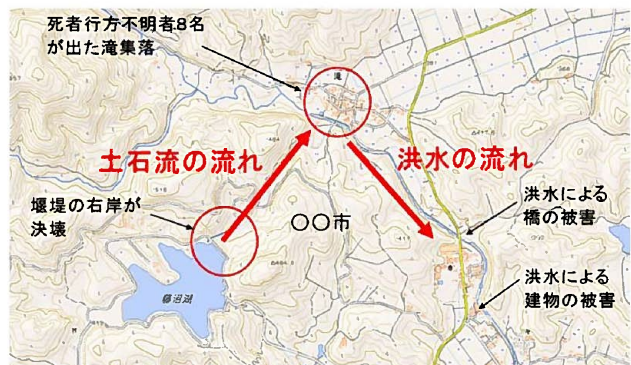 死者行方不明者8名
が出た滝集落
滝
土石流の流れ
洪水の流れ
堰堤の右岸が
決壊
〇〇市
洪水による
橋の被害
藤沼湖
洪水による
建物の被害